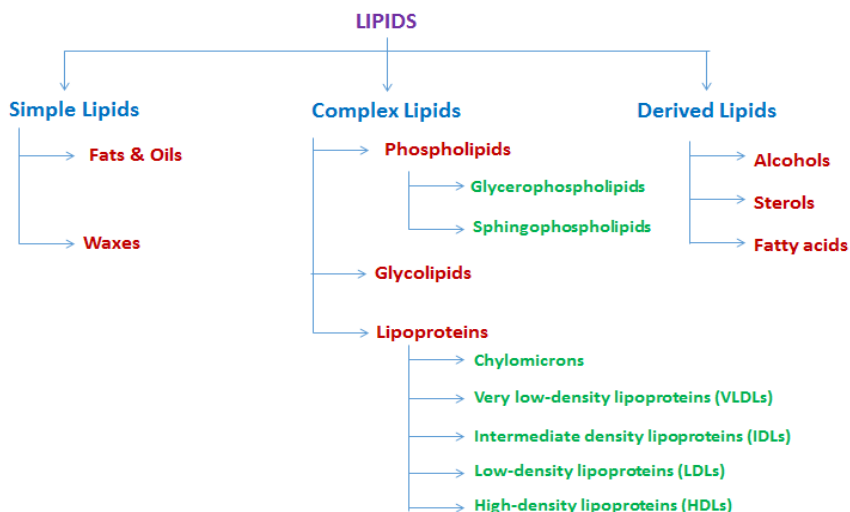 LIPIDS
Simple Lipids
Fats & Oils
Waxes
Complex Lipids
Phospholipids
Glycerophospholipids
Sphingophospholipids
Glycolipids
Lipoproteins
Chylomicrons
Very low-density lipoproteins (VLDLs)
Intermediate density lipoproteins (IDLs)
Low-density lipoproteins (LDLs)
High-density lipoproteins (HDLs)
Derived Lipids
Alcohols
Sterols
Fatty acids